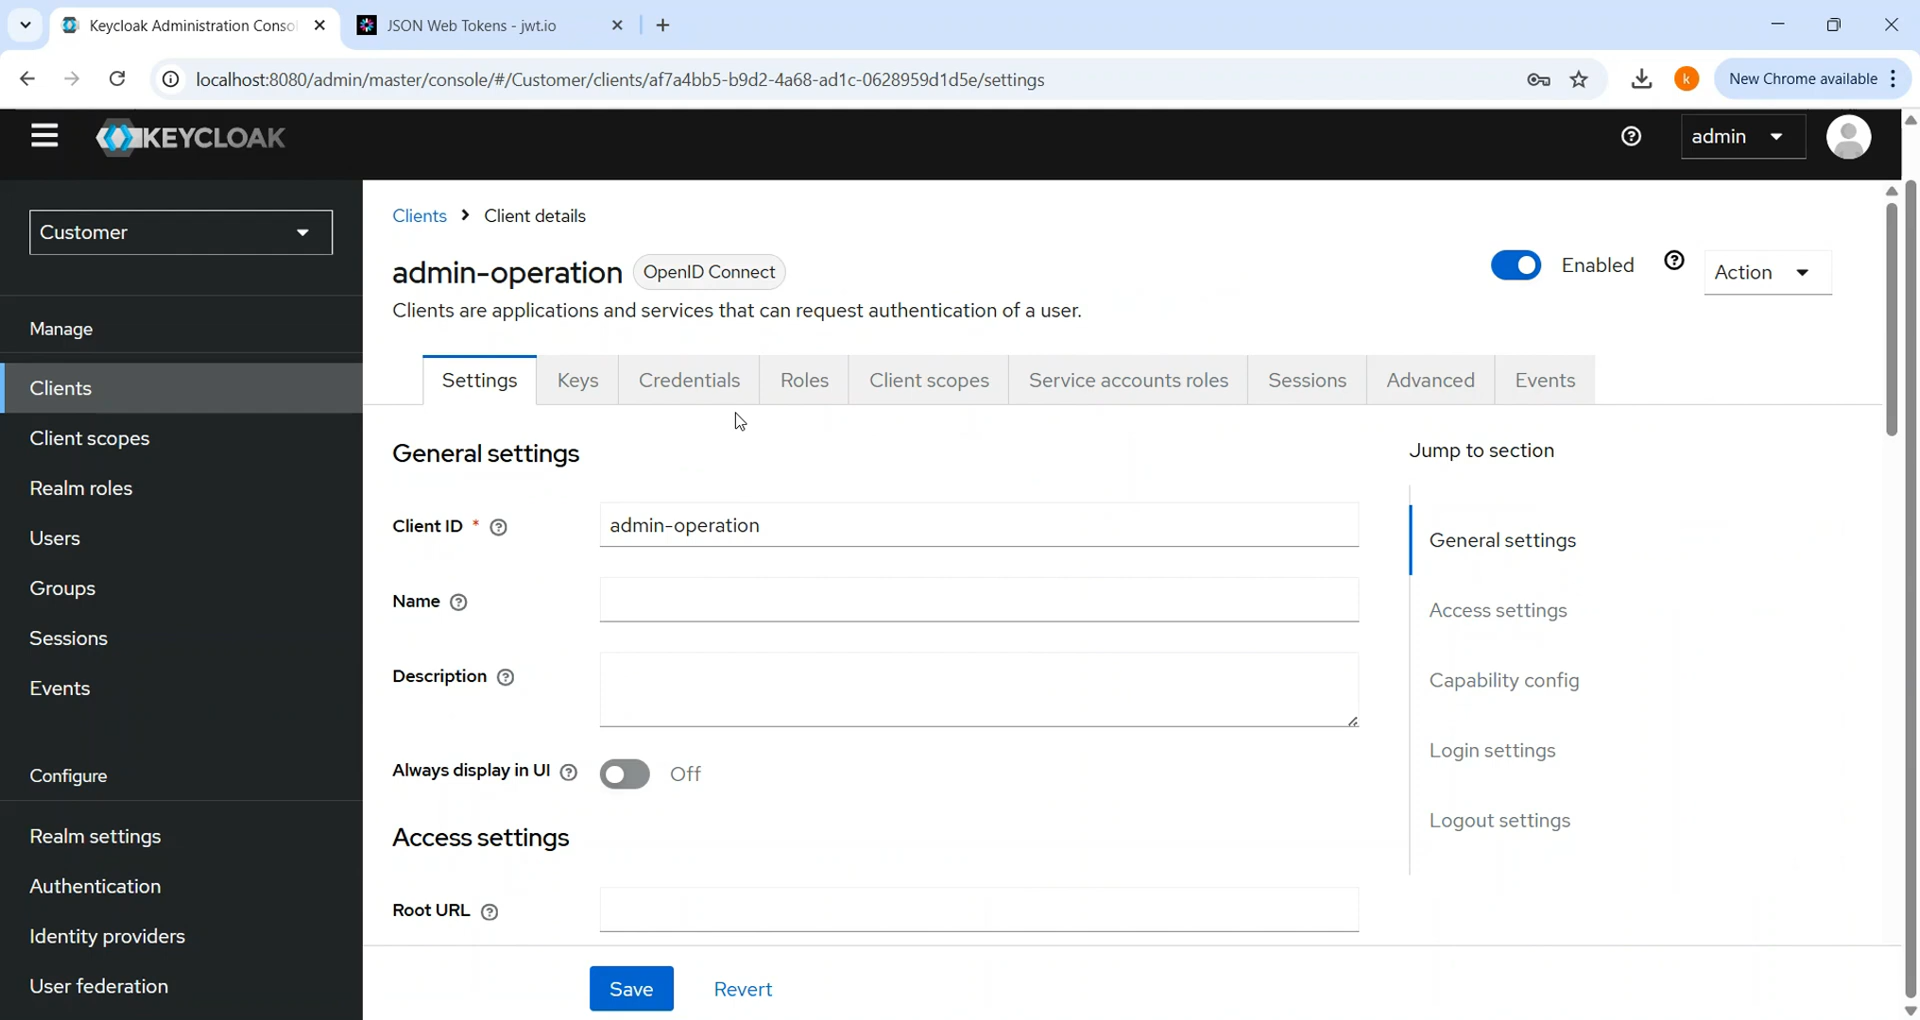 Keycloak Administration Conso
JSON Web Tokens - jwt.io
localhost:8080/admin/master/console/#/Customer/clients/af7a4bb5-b9d2-4a68-ad1c-0628959d1d5e/settings
k
New Chrome available
KEYCLOAK
admin
Customer
Manage
Clients
Client scopes
Realm roles
Users
Groups
Sessions
Events
Configure
Realm settings
Authentication
Identity providers
User federation
Clients > Client details
admin-operation OpenID Connect
Enabled
Action
Clients are applications and services that can request authentication of a user.
Settings Keys Credentials Roles Client scopes Service accounts roles Sessions Advanced Events
General settings
Client ID * admin-operation
Name
Description
Always display in UI Off
Access settings
Root URL
Jump to section
General settings
Access settings
Capability config
Login settings
Logout settings
Save Revert